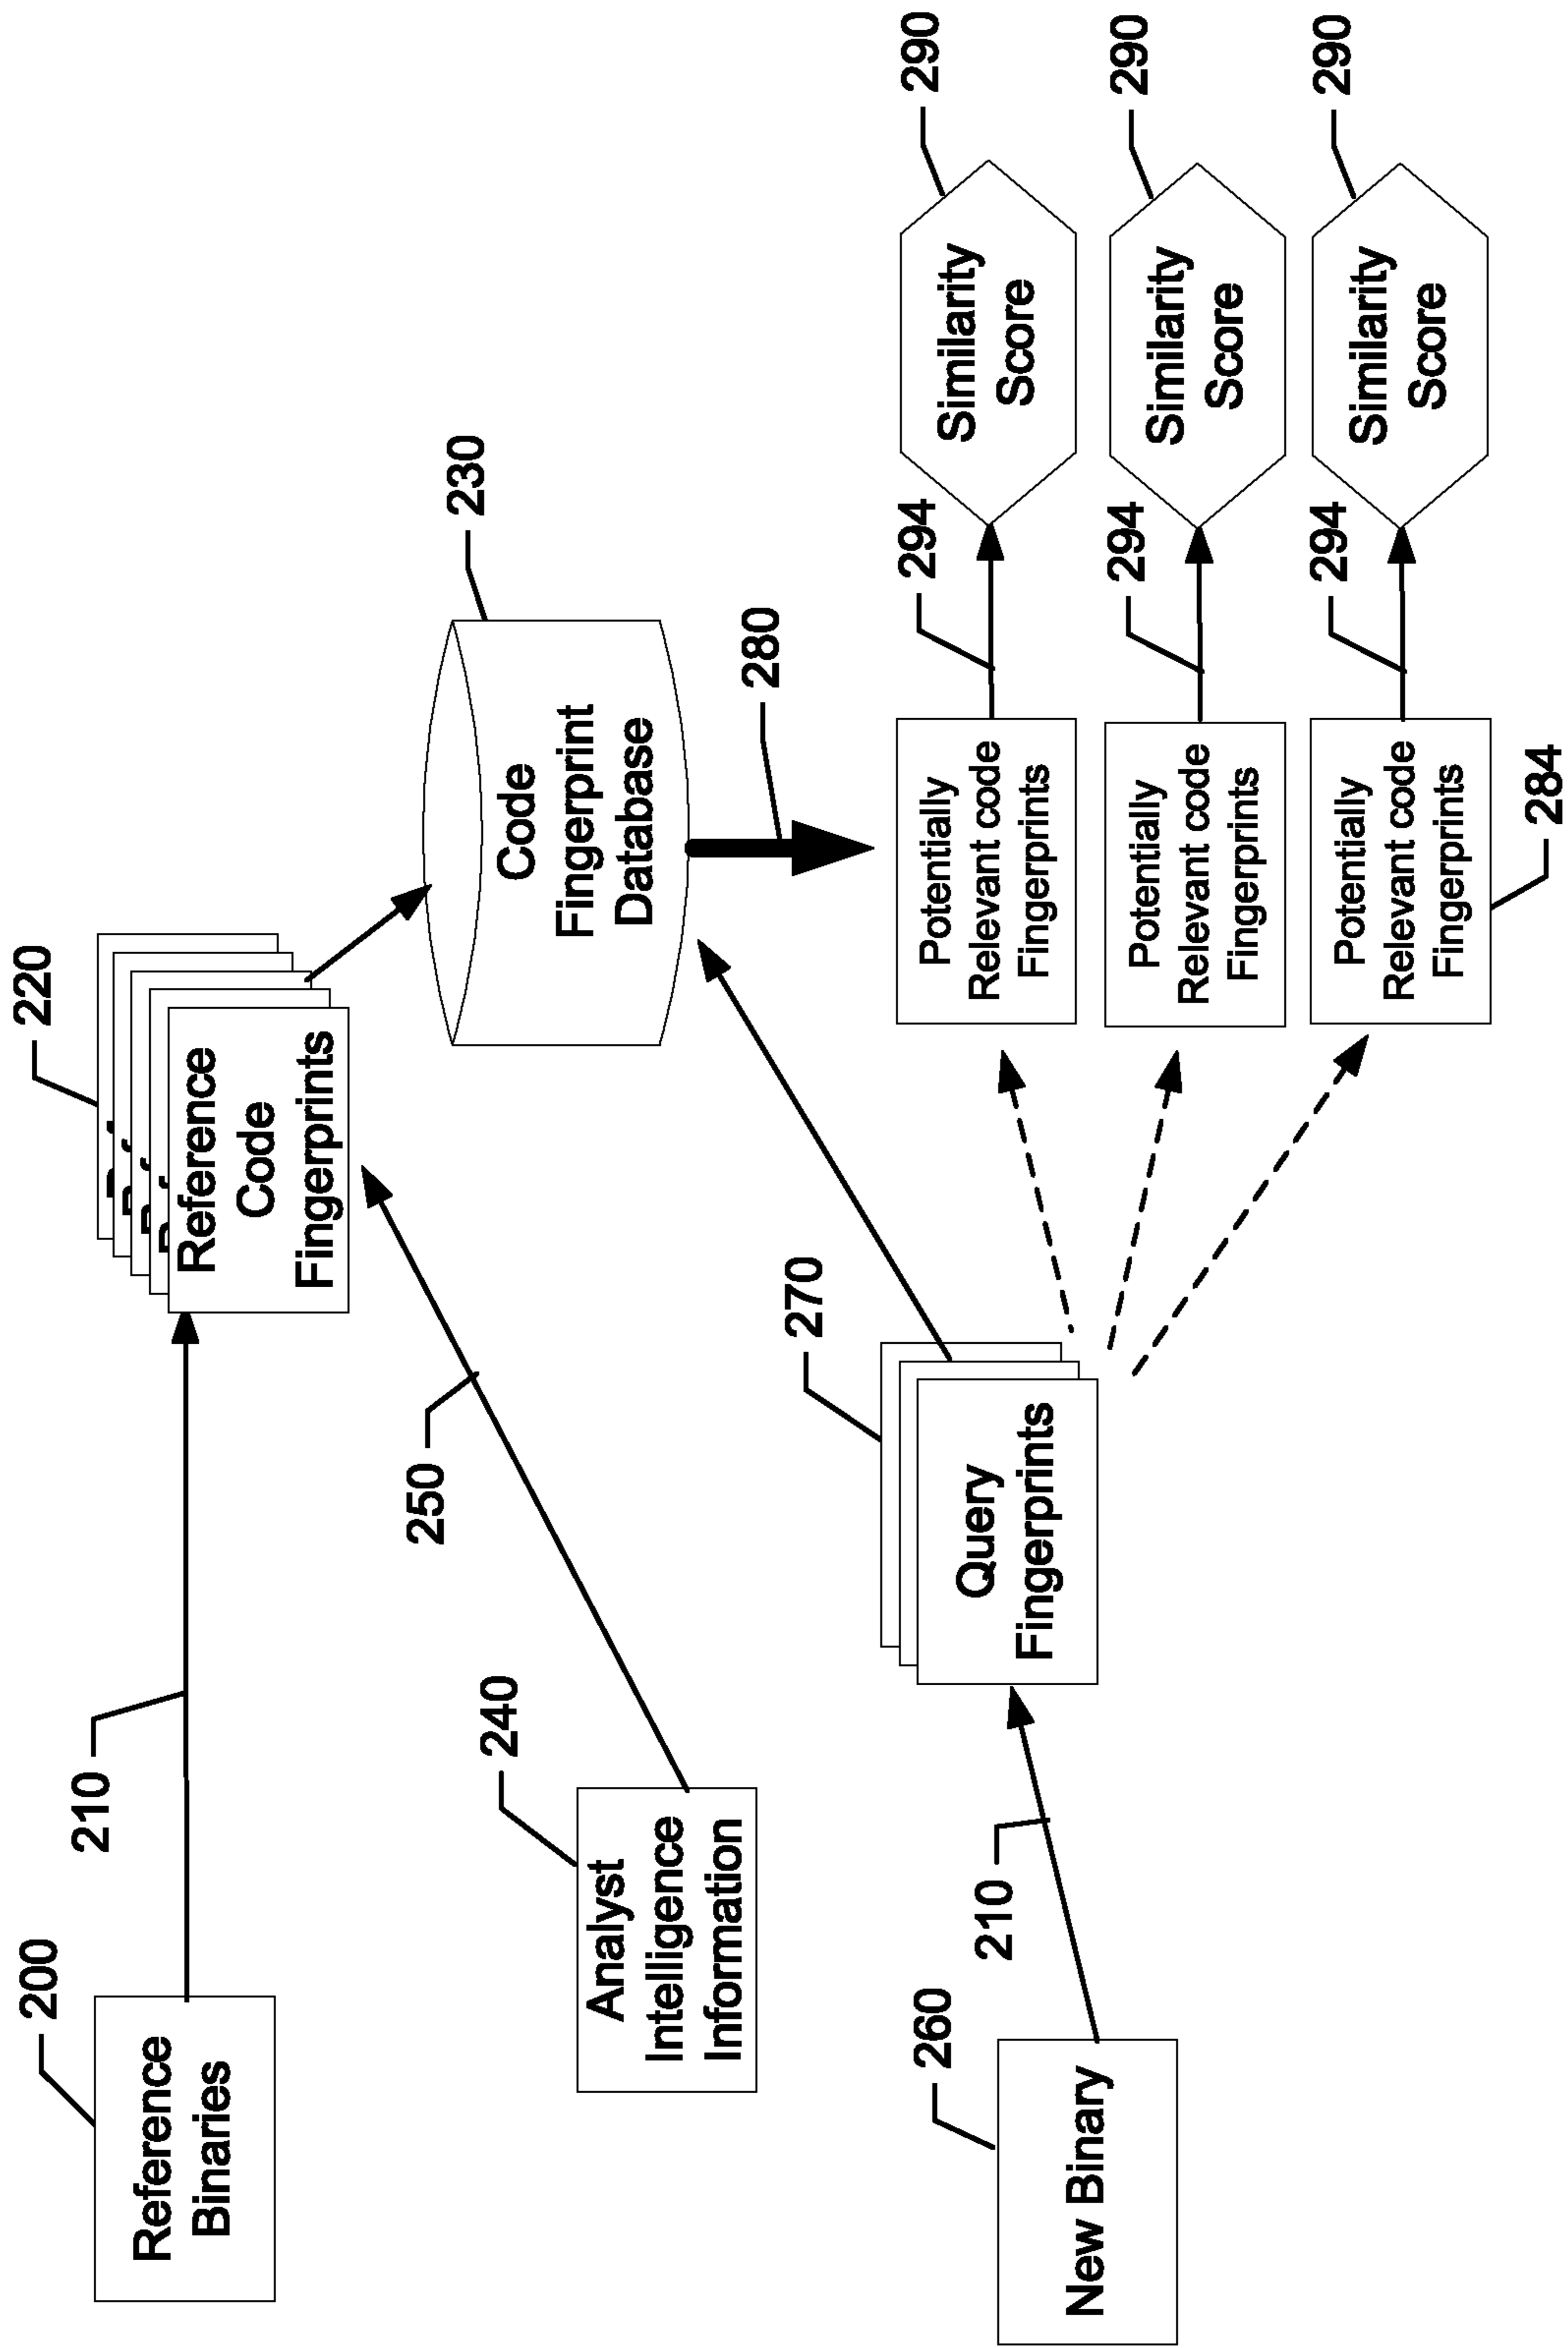 200
Reference
Binaries
210
220
Reference
Code
Fingerprints
230
Code
Fingerprint
Database
240
Analyst
Intelligence
Information
250
260
New Binary
210
270
Query
Fingerprints
280
Potentially
Relevant code
Fingerprints
294
Similarity
Score
290
Potentially
Relevant code
Fingerprints
294
Similarity
Score
290
Potentially
Relevant code
Fingerprints
284
294
Similarity
Score
290